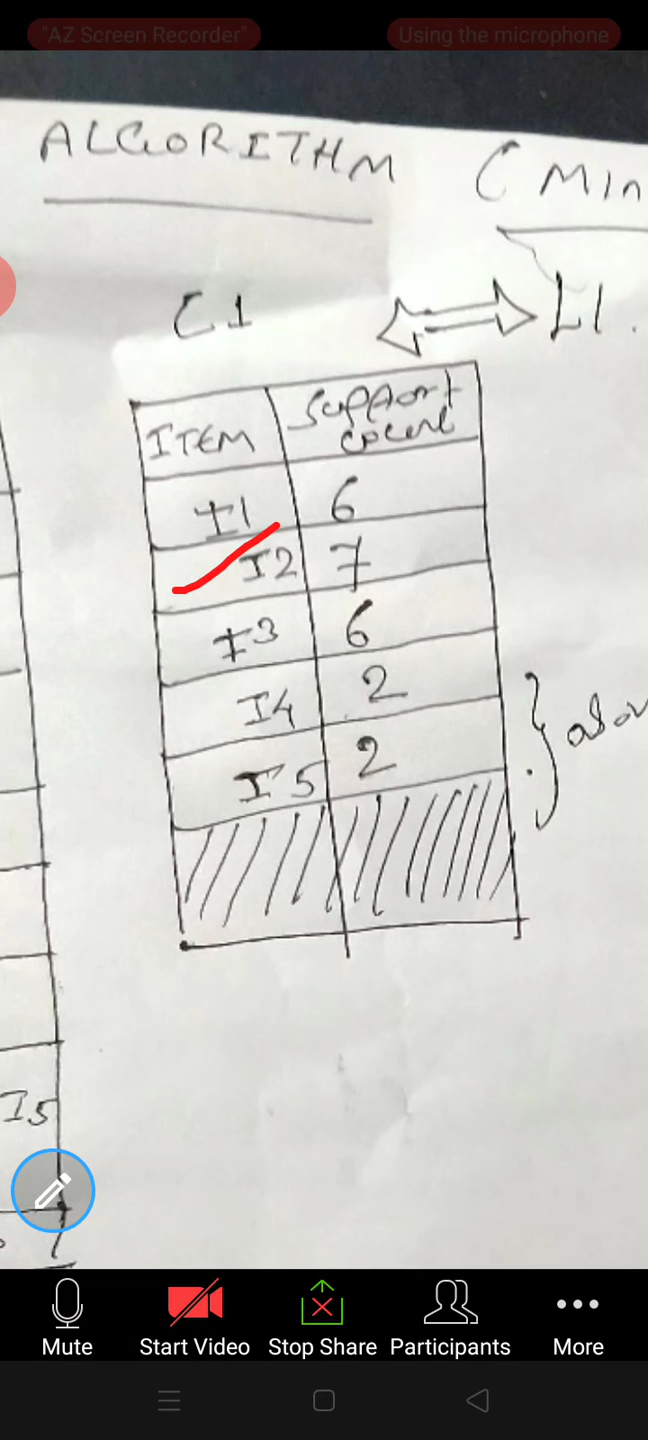 "AZ Screen Recorder"
Using the microphone
ALGORITHM ( Min
C1
L1.
ITEM Support count
I1 6
I2 7
I3 6
I4 2
I5 2
I5
Mute Start Video Stop Share Participants More